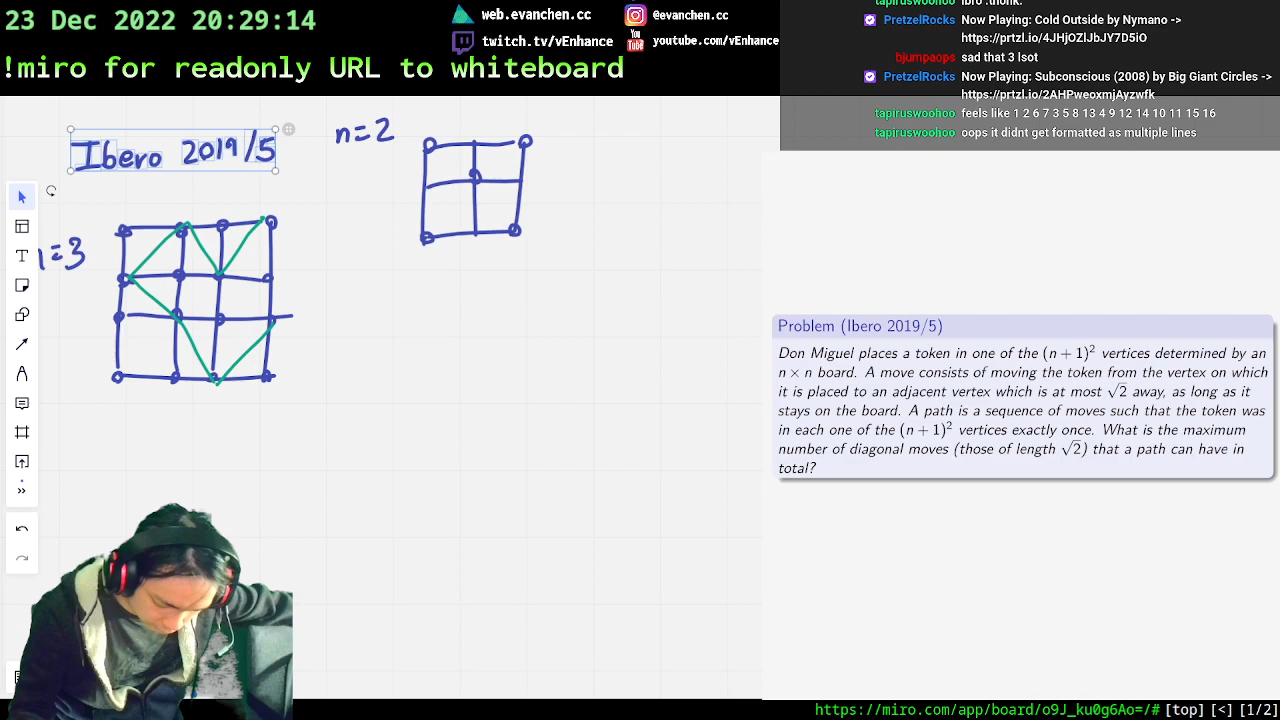 23 Dec 2022 20:29:14
web.evanchen.cc
@evanchen.cc
twitch.tv/vEnhance
youtube.com/vEnhance
!miro for readonly URL to whiteboard
PretzelRocks Now Playing: Cold Outside by Nymano ->
https://prtzl.io/4JHjOZlJbJY7D5iO
bjumpaops sad that 3 lsot
PretzelRocks Now Playing: Subconscious (2008) by Big Giant Circles ->
https://prtzl.io/2AHPweoxmjAyzwfk
tapiruswoohoo feels like 1 2 6 7 3 5 8 13 4 9 12 14 10 11 15 16
tapiruswoohoo oops it didnt get formatted as multiple lines
Ibero 2019/5
n=2
=3
Problem (Ibero 2019/5)
Don Miguel places a token in one of the (n + 1)² vertices determined by an
n × n board. A move consists of moving the token from the vertex on which
it is placed to an adjacent vertex which is at most √2 away, as long as it
stays on the board. A path is a sequence of moves such that the token was
in each one of the (n + 1)² vertices exactly once. What is the maximum
number of diagonal moves (those of length √2) that a path can have in
total?
https://miro.com/app/board/o9J_ku0g6Ao=/# [top] [<] [1/2]